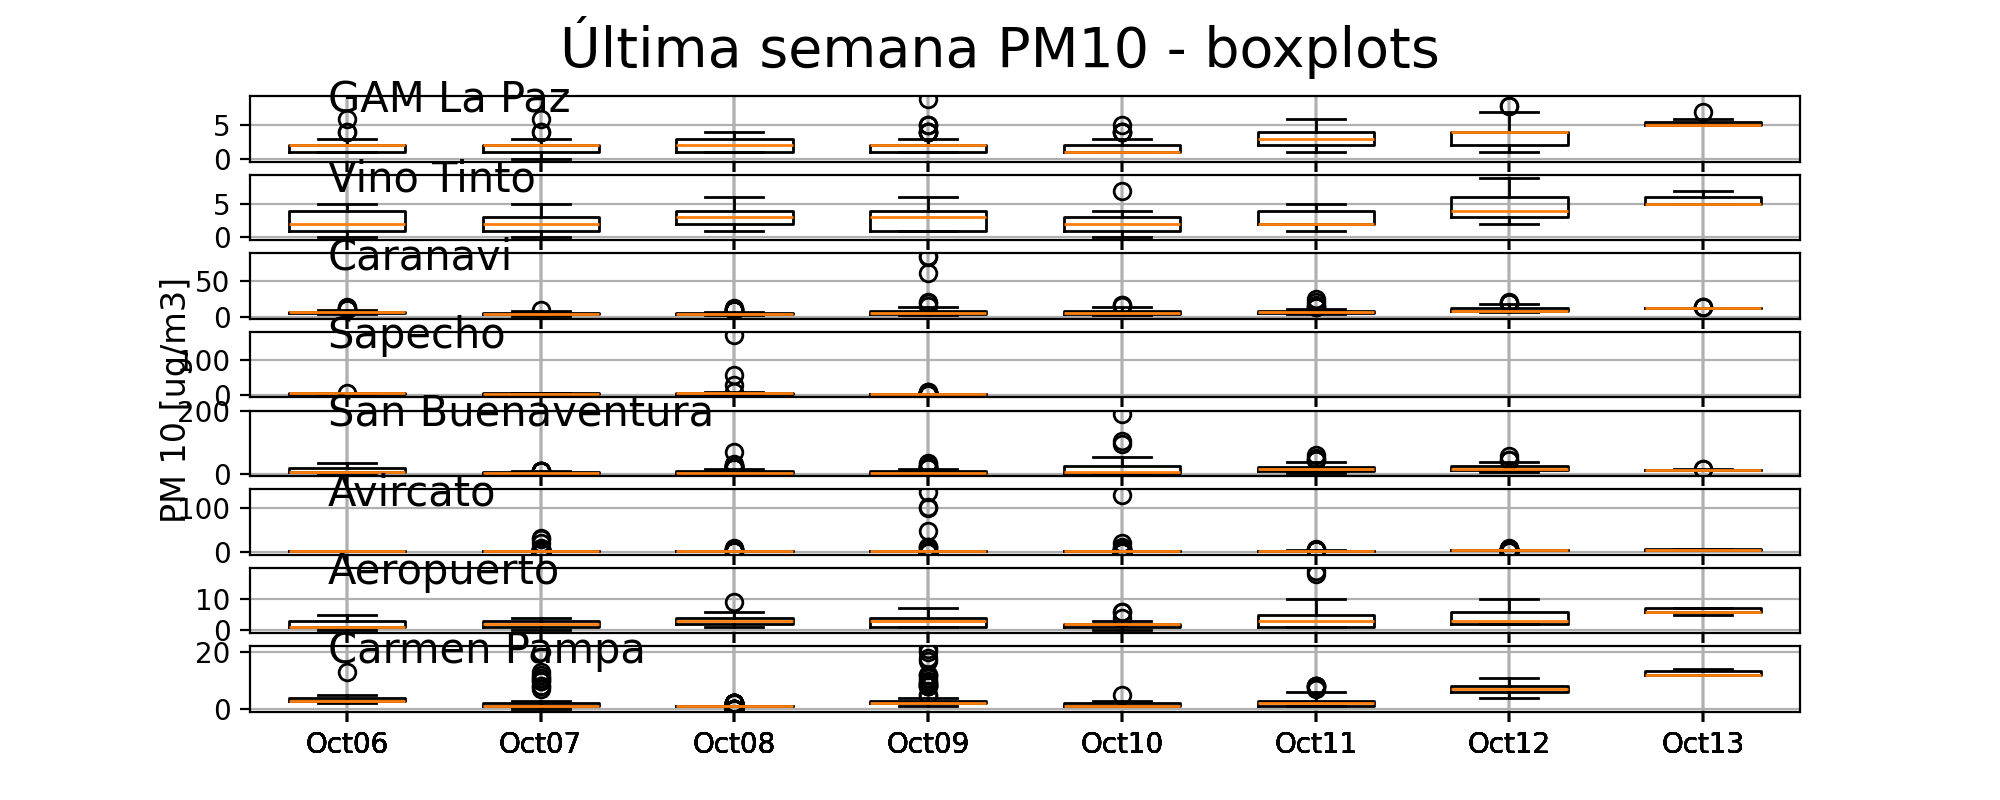 Última semana PM10 - boxplots
GAM La Paz
5
0
Vino Tinto
5
0
Caranavi
50
0
Sapecho
100
0
San Buenaventura
200
0
Avircato
100
0
Aeropuerto
10
0
Carmen Pampa
20
0
PM 10 [ug/m3]
Oct06 Oct07 Oct08 Oct09 Oct10 Oct11 Oct12 Oct13